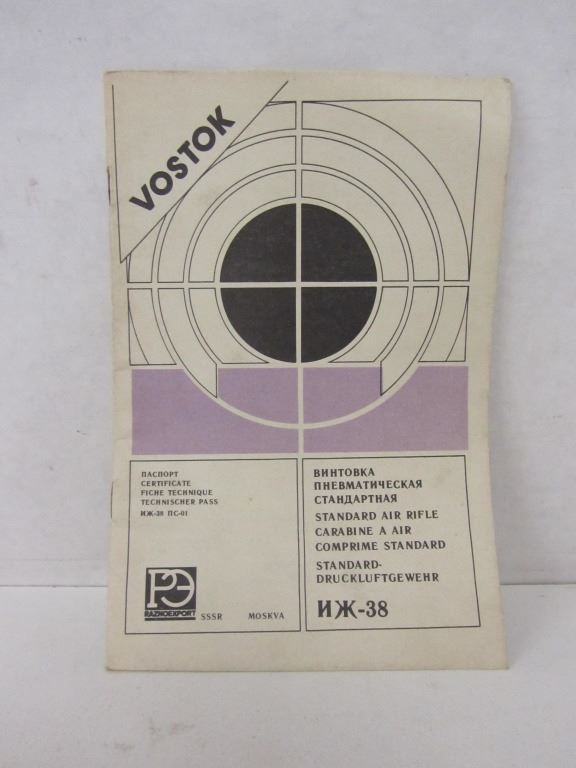 VOSTOK
ПАСПОРТ
CERTIFICATE
FICHE TECHNIQUE
TECHNISCHER PASS
ИЖ-38 ПС-01
РЭ
RAZNOEXPORT
SSSR MOSKVA
ВИНТОВКА
ПНЕВМАТИЧЕСКАЯ
СТАНДАРТНАЯ
STANDARD AIR RIFLE
CARABINE A AIR
COMPRIME STANDARD
STANDARD-
DRUCKLUFTGEWEHR
ИЖ-38